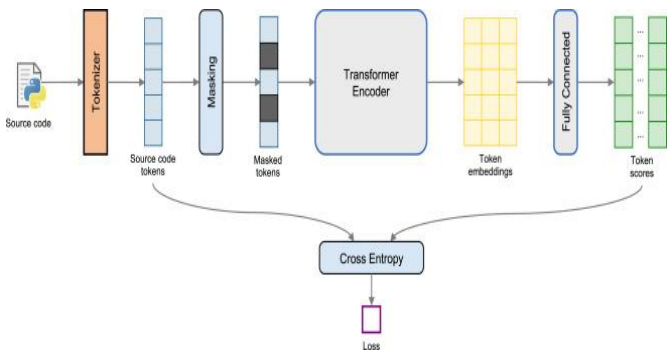 Source code
Tokenizer
Source code
tokens
Masking
Masked
tokens
Transformer
Encoder
Token
embeddings
Fully Connected
...
...
...
...
...
Token
scores
Cross Entropy
Loss